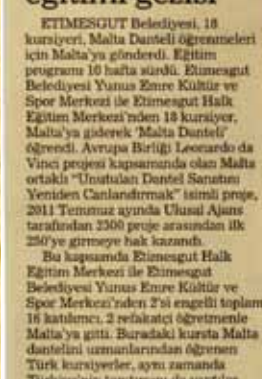 eğitim gezisi
ETİMESGUT Belediyesi, 18
kursiyeri, Malta Danteli öğrenmeleri
için Malta'ya gönderdi. Eğitim
programı 10 hafta sürdü. Etimesgut
Belediyesi Yunus Emre Kültür ve
Spor Merkezi ile Etimesgut Halk
Eğitim Merkezi'nden 18 kursiyer,
Malta'ya giderek 'Malta Danteli'
öğrendi. Avrupa Birliği Leonardo da
Vinci projesi kapsamında olan Malta
ortaklı "Unutulan Dantel Sanatını
Yeniden Canlandırmak" isimli proje,
2011 Temmuz ayında Ulusal Ajans
tarafından 2500 proje arasından ilk
250'ye girmeye hak kazandı.
Bu kapsamda Etimesgut Halk
Eğitim Merkezi ile Etimesgut
Belediyesi Yunus Emre Kültür ve
Spor Merkezi'nden 2'si engelli toplam
16 katılımcı, 2 refakatçi öğretmenle
Malta'ya gitti. Buradaki kursta Malta
dantelini uzmanlarından öğrenen
Türk kursiyerler, aynı zamanda